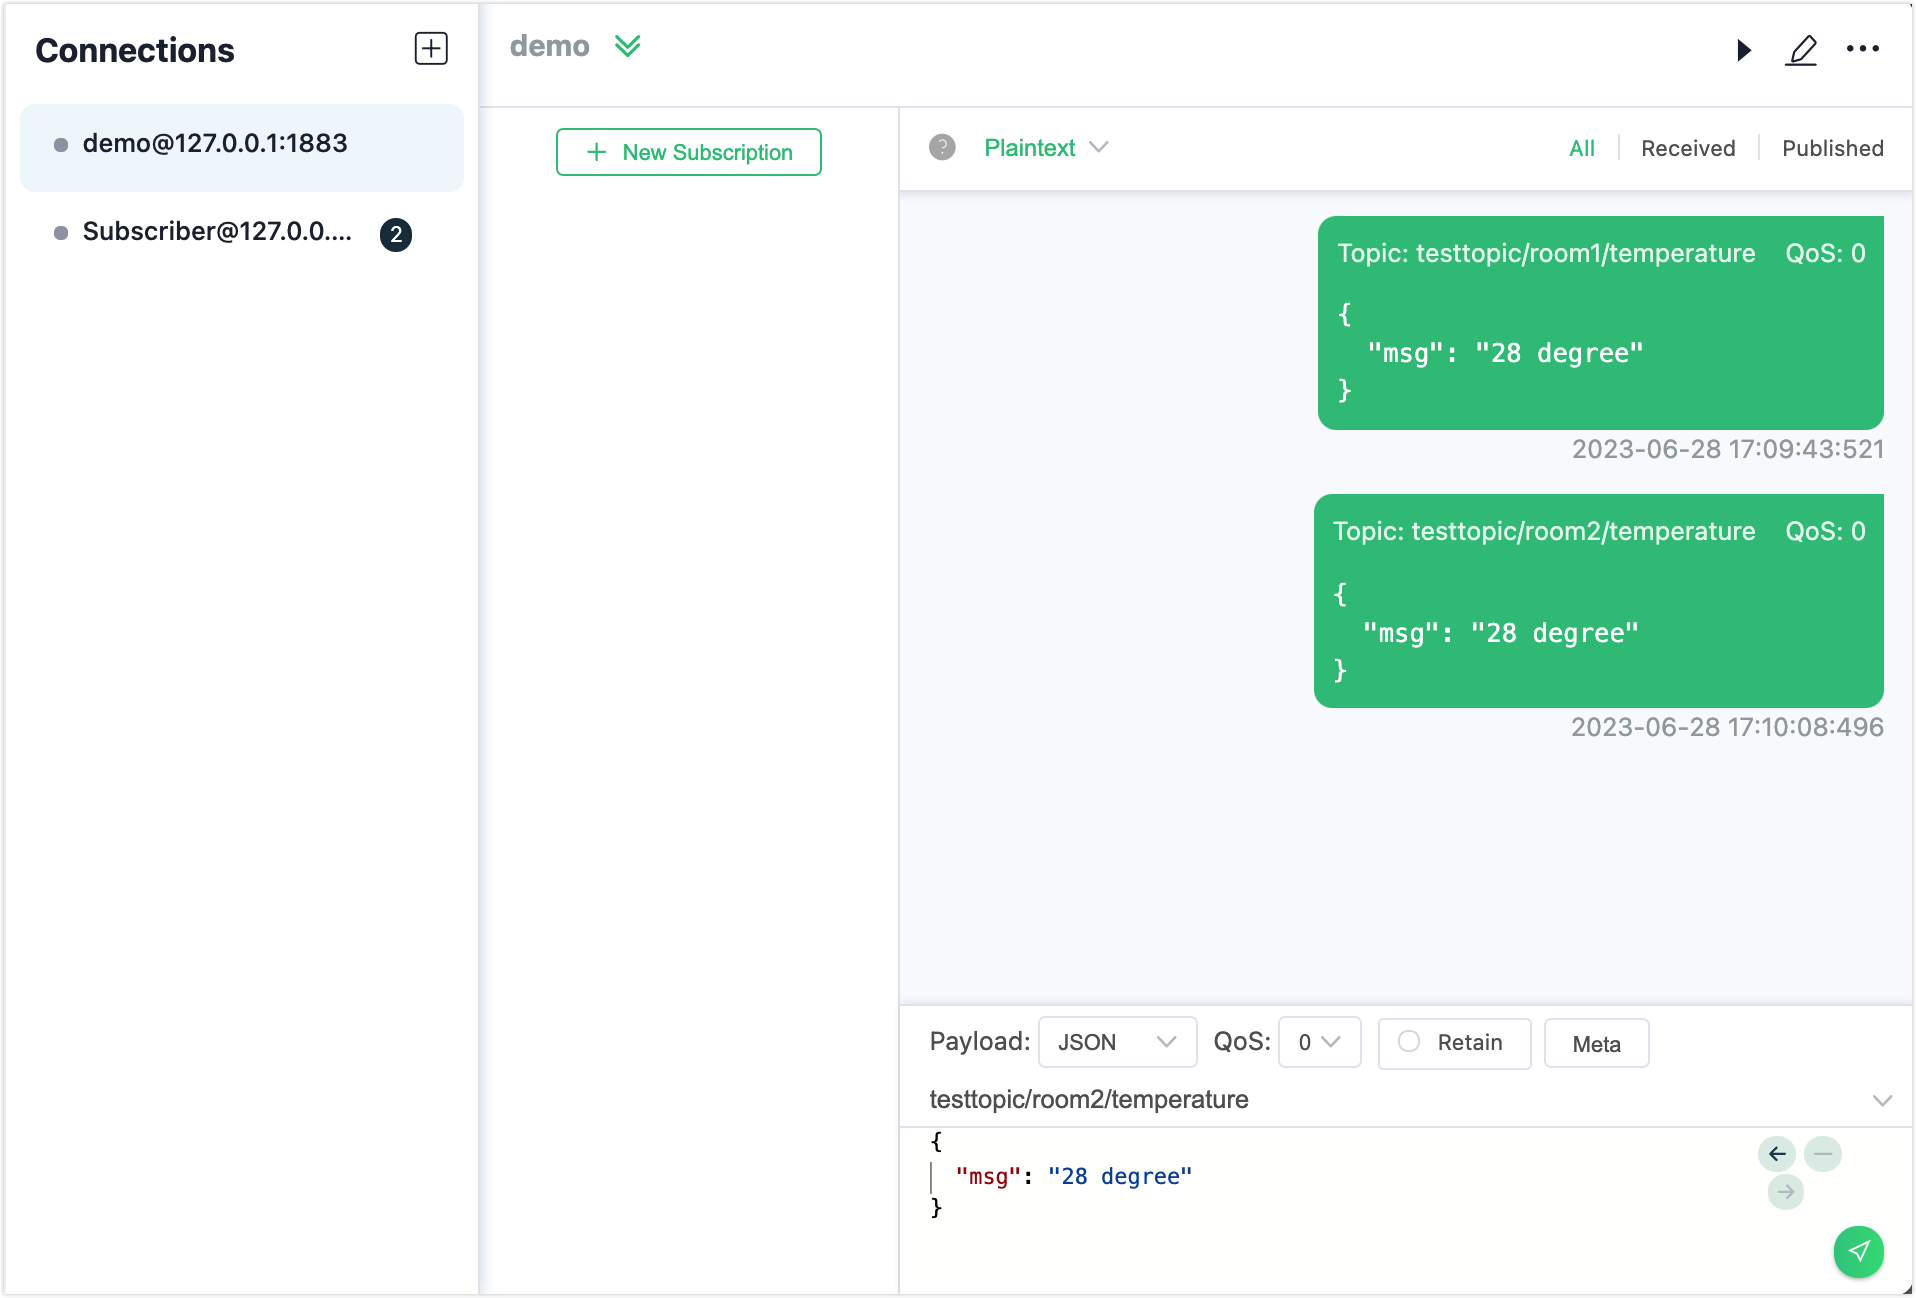 Connections
demo@127.0.0.1:1883
Subscriber@127.0.0.... 2
demo
+ New Subscription
? Plaintext
All Received Published
Topic: testtopic/room1/temperature QoS: 0
{
"msg": "28 degree"
}
2023-06-28 17:09:43:521
Topic: testtopic/room2/temperature QoS: 0
{
"msg": "28 degree"
}
2023-06-28 17:10:08:496
Payload: JSON QoS: 0 Retain Meta
testtopic/room2/temperature
{
"msg": "28 degree"
}